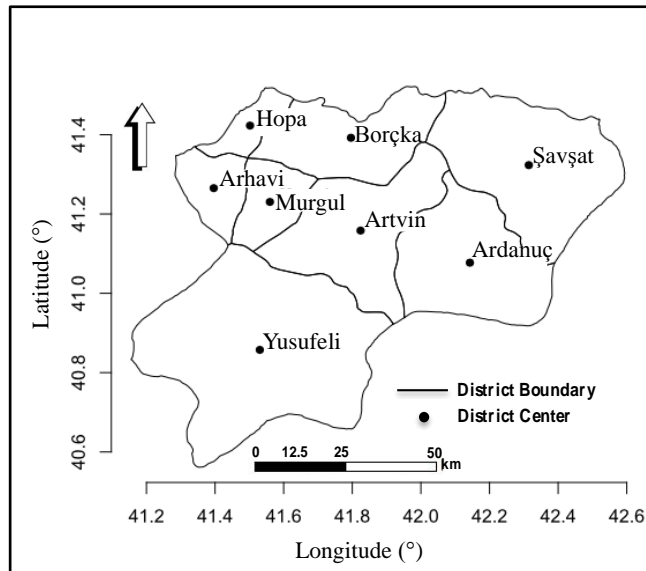 Hopa
Borçka
Şavşat
Arhavi
Murgul
Artvin
Ardanuç
Yusufeli
District Boundary
District Center
0 12.5 25 50
km
41.4
41.2
41.0
40.8
40.6
Latitude (°)
41.2 41.4 41.6 41.8 42.0 42.2 42.4 42.6
Longitude (°)